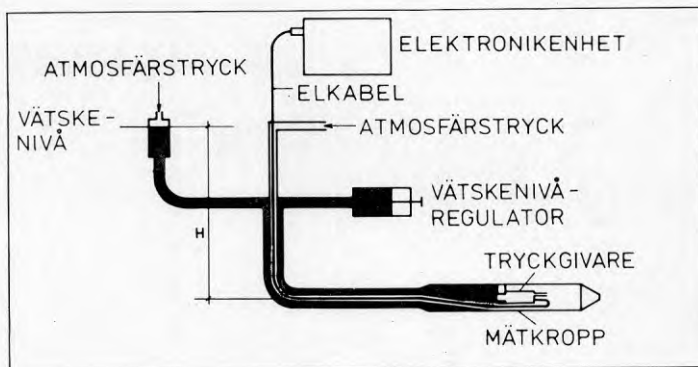 ELEKTRONIKENHET
ATMOSFÄRSTRYCK
ELKABEL
VÄTSKE-
NIVÅ
ATMOSFÄRSTRYCK
VÄTSKENIVÅ-
REGULATOR
H
TRYCKGIVARE
MÄTKROPP